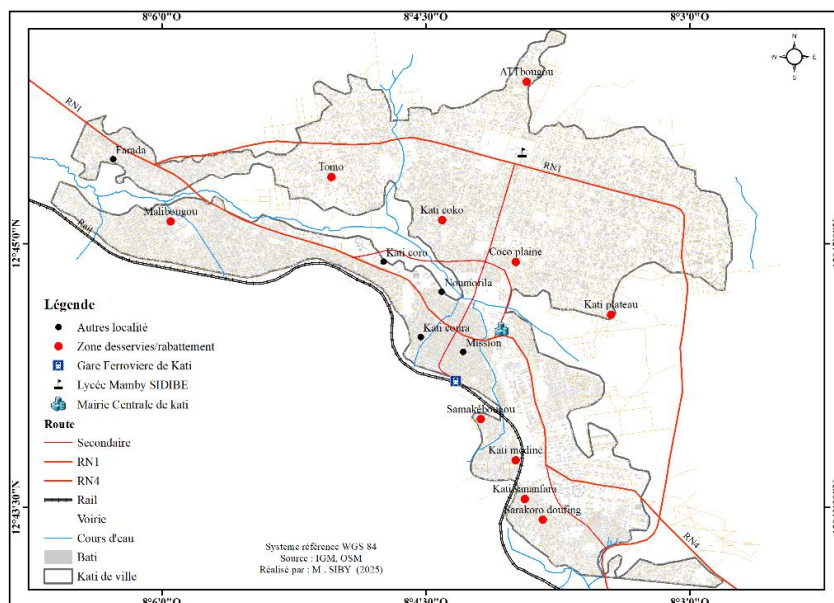 8°6'0"O
8°4'30"O
8°3'0"O
N
W E
S
ATTbougou
RN1
Farada
Tomo
RN1
Malibougou
Kati coko
Rail
12°45'0"N
Kati coro
Coco plaine
Noumorila
Kati plateau
Kati coura
Mission
Samakébougou
Kati médine
Kati sananfara
Sarakoro doufing
12°43'30"N
RN4
Légende
Autres localité
Zone desservies/rabattement
Gare Ferroviere de Kati
Lycée Mamby SIDIBE
Mairie Centrale de kati
Route
Secondaire
RN1
RN4
Rail
Voirie
Cours d'eau
Bati
Kati de ville
Systeme référence WGS 84
Source : IGM, OSM
Réalisé par : M . SIBY (2025)
8°6'0"O
8°4'30"O
8°3'0"O